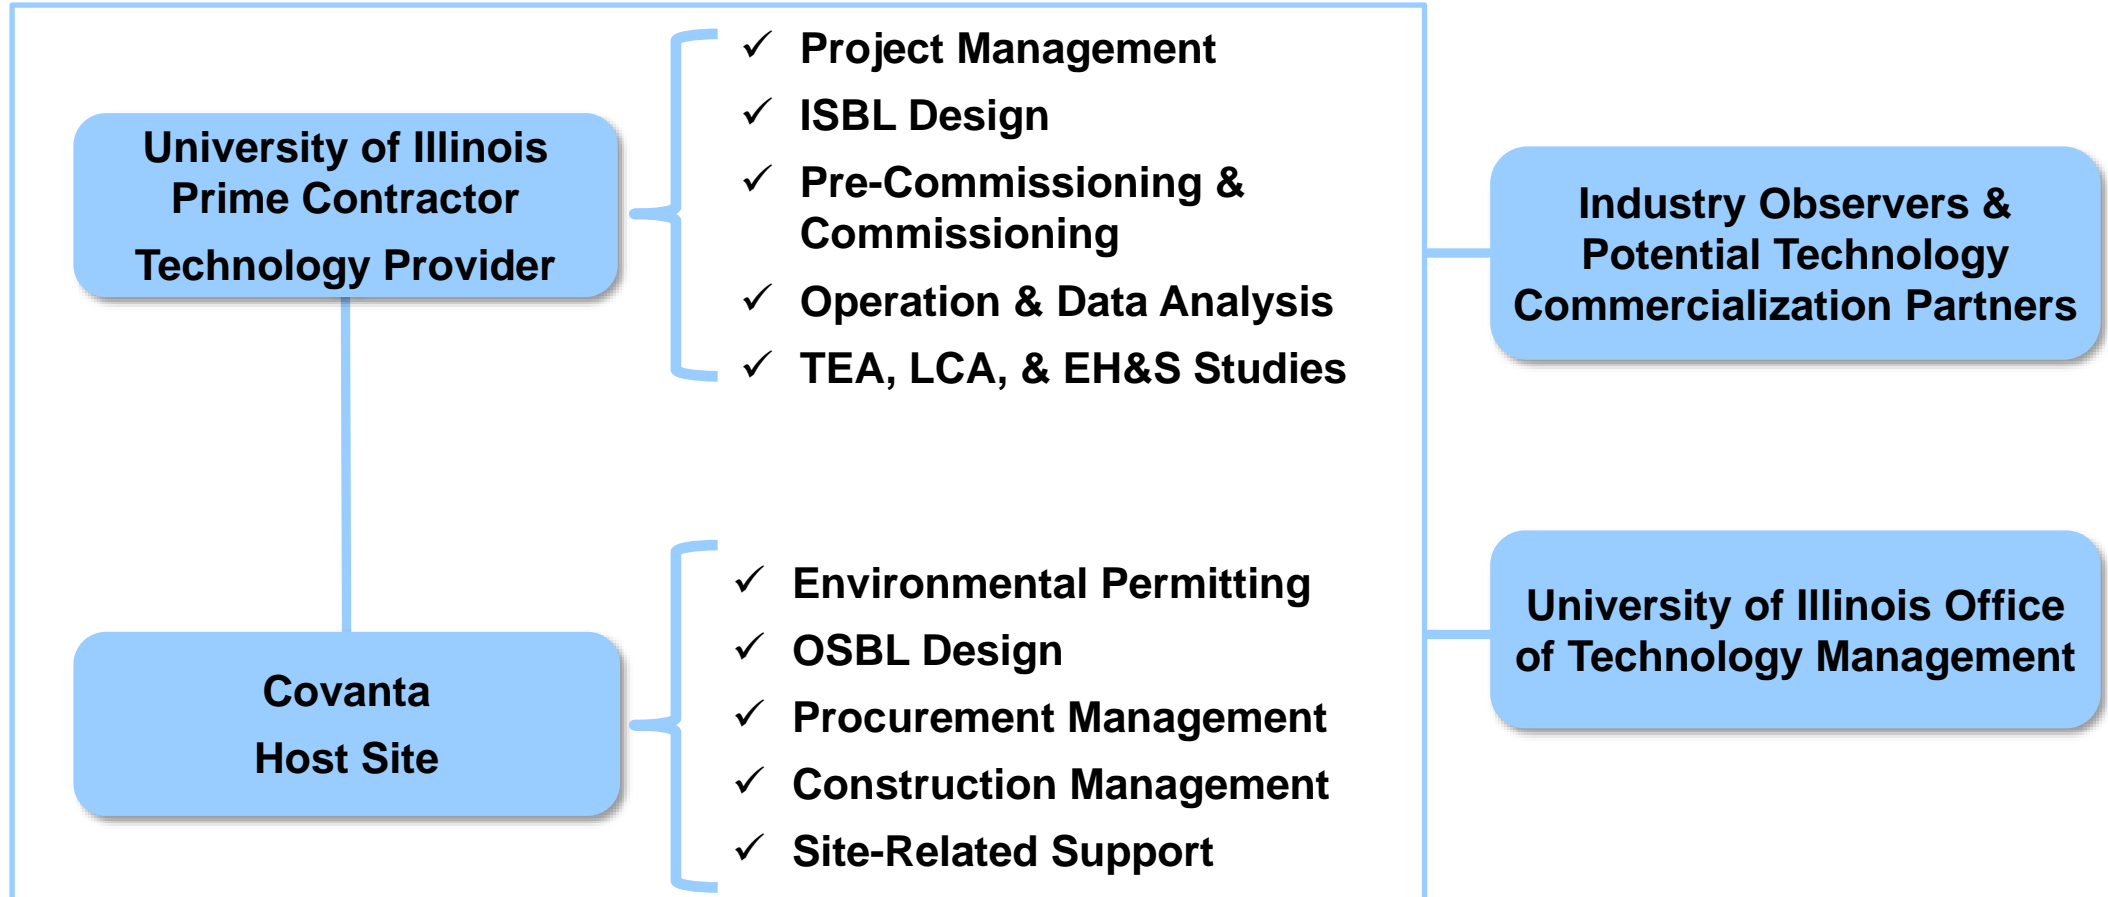 University of Illinois
Prime Contractor
Technology Provider
✓ Project Management
✓ ISBL Design
✓ Pre-Commissioning &
Commissioning
✓ Operation & Data Analysis
✓ TEA, LCA, & EH&S Studies
Covanta
Host Site
✓ Environmental Permitting
✓ OSBL Design
✓ Procurement Management
✓ Construction Management
✓ Site-Related Support
Industry Observers &
Potential Technology
Commercialization Partners
University of Illinois Office
of Technology Management